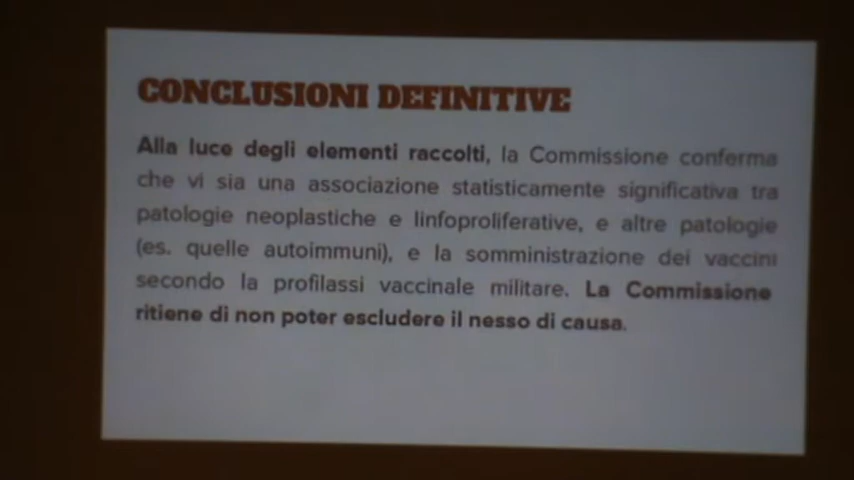 CONCLUSIONI DEFINITIVE
Alla luce degli elementi raccolti, la Commissione conferma
che vi sia una associazione statisticamente significativa tra
patologie neoplastiche e linfoproliferative, e altre patologie
(es. quelle autoimmuni), e la somministrazione dei vaccini
secondo la profilassi vaccinale militare. La Commissione
ritiene di non poter escludere il nesso di causa.